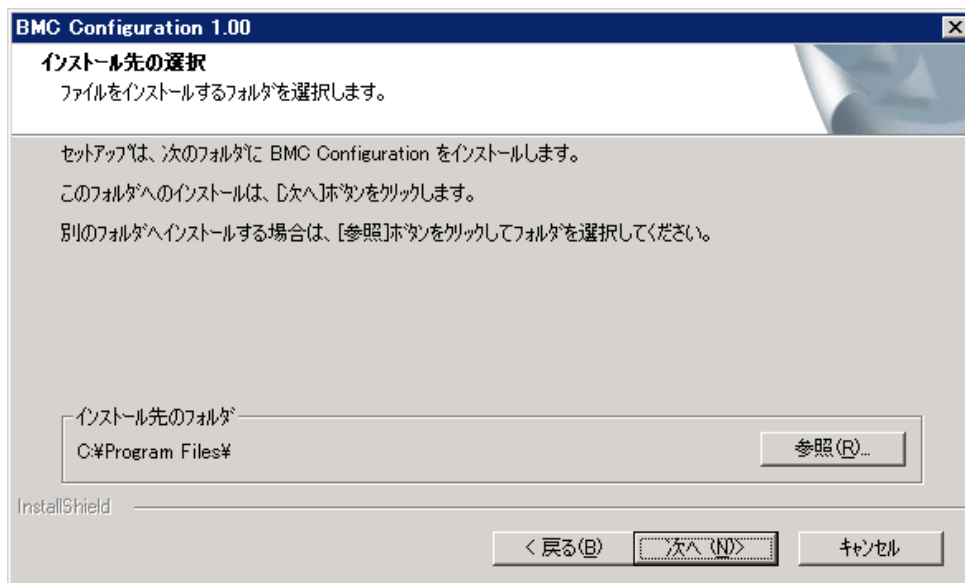 BMC Configuration 1.00
インストール先の選択
ファイルをインストールするフォルダを選択します。
セットアップは、次のフォルダに BMC Configuration をインストールします。
このフォルダへのインストールは、[次へ]ボタンをクリックします。
別のフォルダへインストールする場合は、[参照]ボタンをクリックしてフォルダを選択してください。
インストール先のフォルダ
C:¥Program Files¥
参照(R)...
InstallShield
< 戻る(B)
次へ (N)>
キャンセル